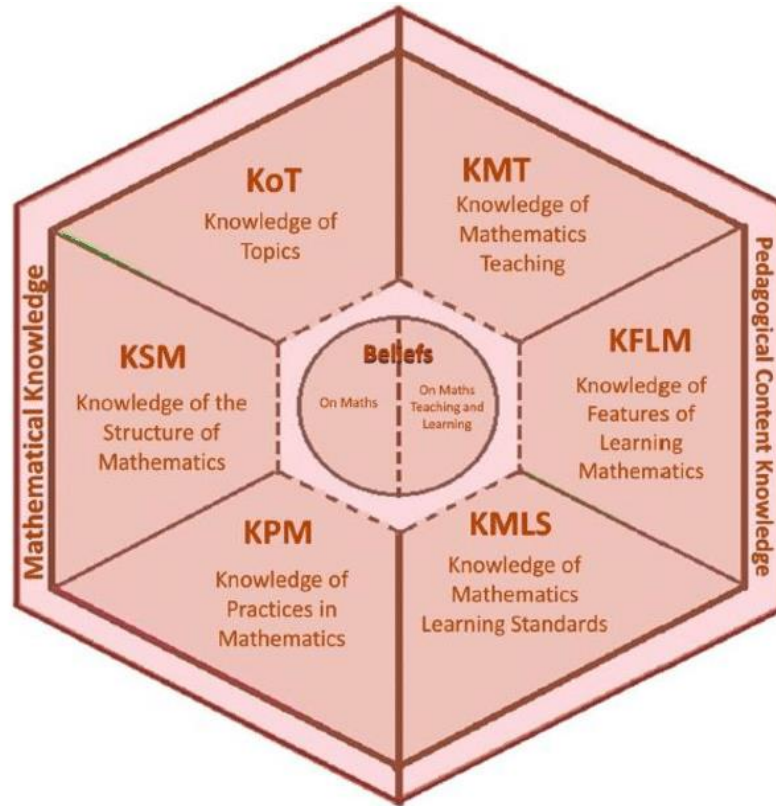 KoT
Knowledge of
Topics
KMT
Knowledge of
Mathematics
Teaching
Mathematical Knowledge
KSM
Knowledge of the
Structure of
Mathematics
Beliefs
On Maths
On Maths
Teaching and
Learning
KFLM
Knowledge of
Features of
Learning
Mathematics
Pedagogical Content Knowledge
KPM
Knowledge of
Practices in
Mathematics
KMLS
Knowledge of
Mathematics
Learning Standards